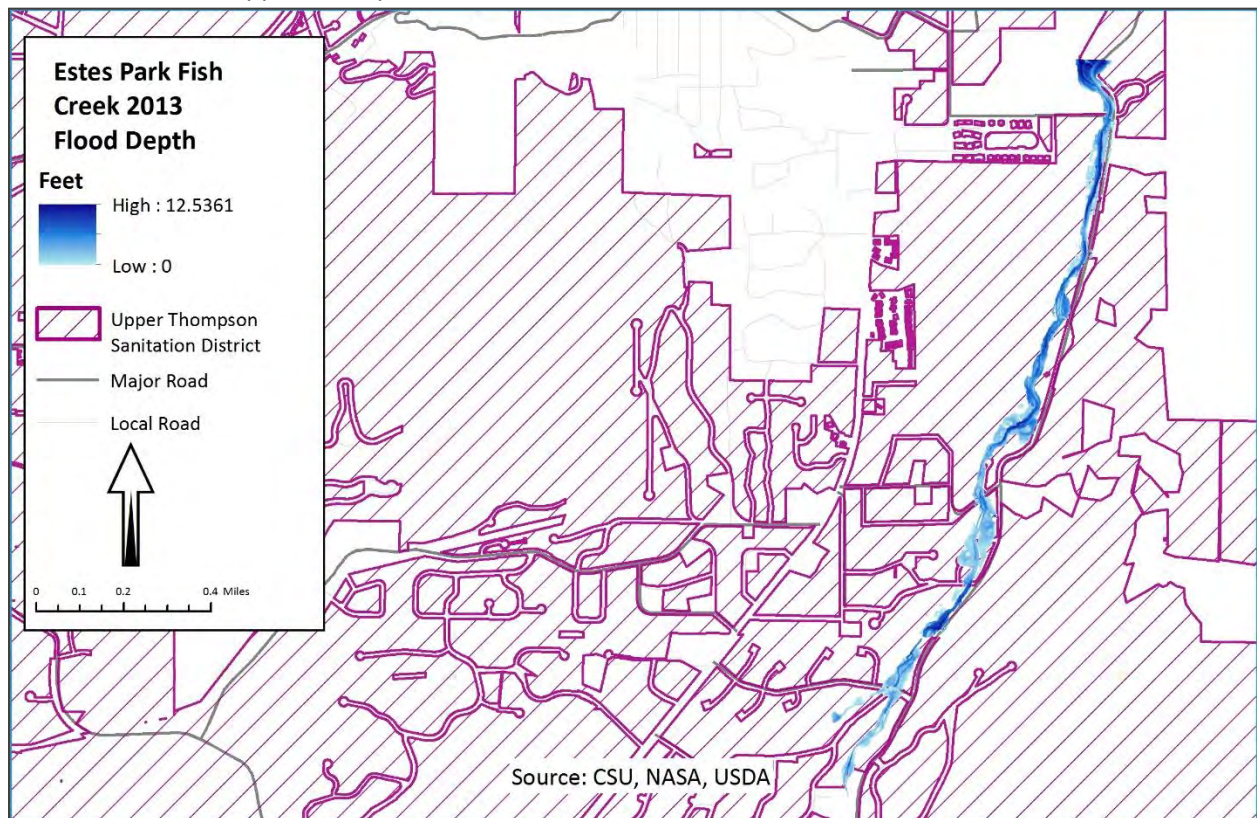 Estes Park Fish
Creek 2013
Flood Depth
Feet
High : 12.5361
Low : 0
Upper Thompson
Sanitation District
Major Road
Local Road
0 0.1 0.2 0.4 Miles
Source: CSU, NASA, USDA